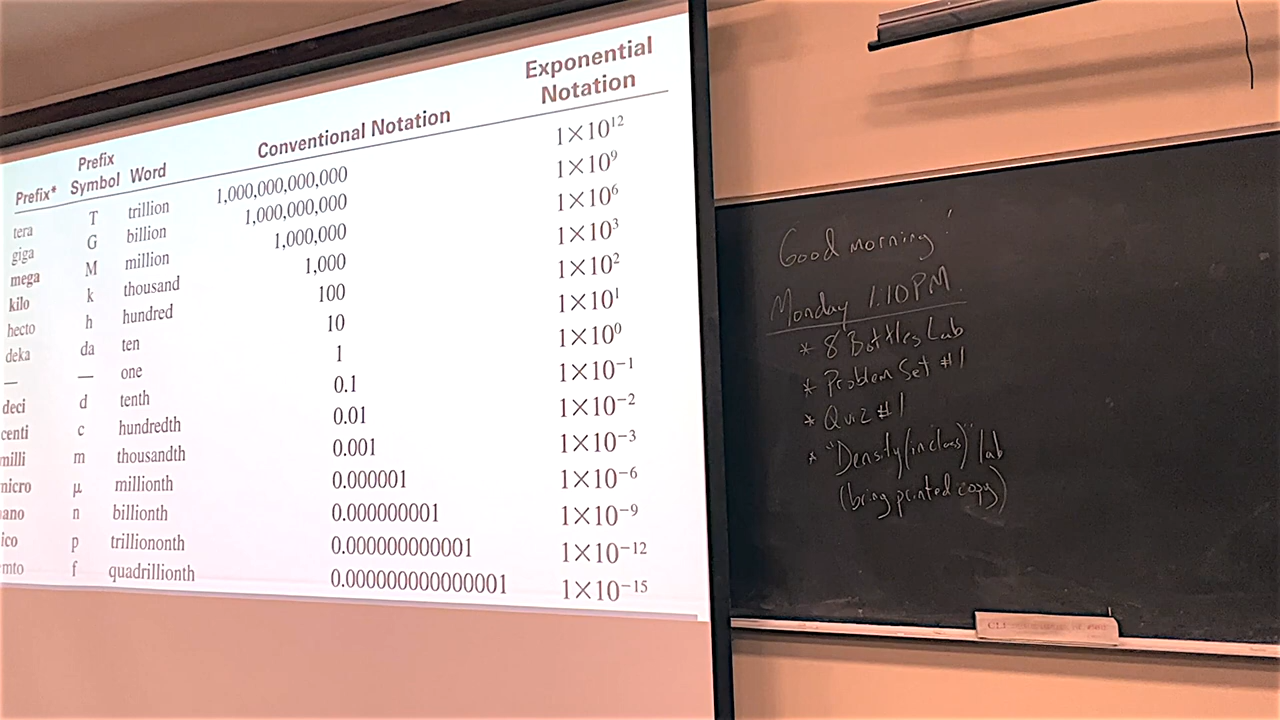 Prefix* Prefix Symbol Word Conventional Notation Exponential Notation
tera T trillion 1,000,000,000,000 1×10¹²
giga G billion 1,000,000,000 1×10⁹
mega M million 1,000,000 1×10⁶
kilo k thousand 1,000 1×10³
hecto h hundred 100 1×10²
deka da ten 10 1×10¹
— — one 1 1×10⁰
deci d tenth 0.1 1×10⁻¹
centi c hundredth 0.01 1×10⁻²
milli m thousandth 0.001 1×10⁻³
nicro μ millionth 0.000001 1×10⁻⁶
ano n billionth 0.000000001 1×10⁻⁹
ico p trilliononth 0.000000000001 1×10⁻¹²
mto f quadrillionth 0.000000000000001 1×10⁻¹⁵
Good morning!
Monday 1:10PM.
* 8 Bottles Lab
* Problem Set #1
* Quiz #1
* "Density (in class)" lab
(bring printed copy)